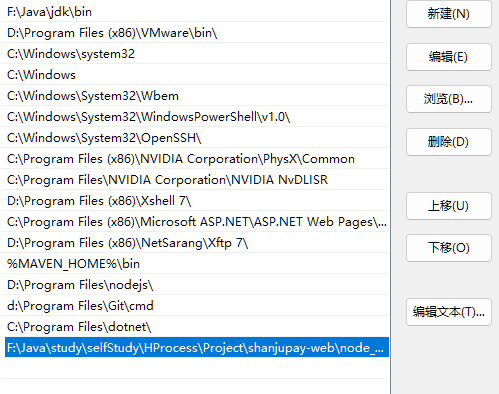 F:\Java\jdk\bin
D:\Program Files (x86)\VMware\bin\
C:\Windows\system32
C:\Windows
C:\Windows\System32\Wbem
C:\Windows\System32\WindowsPowerShell\v1.0\
C:\Windows\System32\OpenSSH\
C:\Program Files (x86)\NVIDIA Corporation\PhysX\Common
C:\Program Files\NVIDIA Corporation\NVIDIA NvDLISR
D:\Program Files (x86)\Xshell 7\
C:\Program Files (x86)\Microsoft ASP.NET\ASP.NET Web Pages\...
D:\Program Files (x86)\NetSarang\Xftp 7\
%MAVEN_HOME%\bin
D:\Program Files\nodejs\
d:\Program Files\Git\cmd
C:\Program Files\dotnet\
F:\Java\study\selfStudy\HProcess\Project\shanjupay-web\node_...
新建(N)
编辑(E)
浏览(B)...
删除(D)
上移(U)
下移(O)
编辑文本(T)...